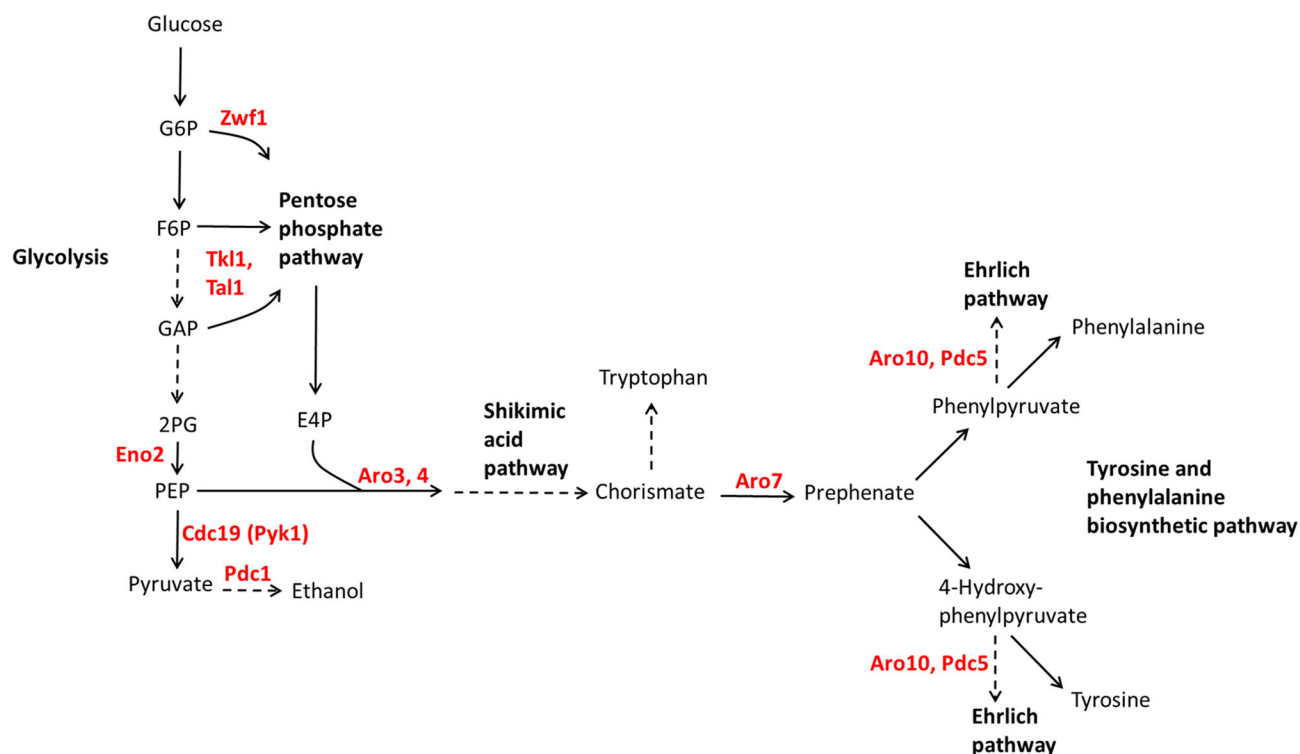 Glucose
Zwf1
G6P
Pentose
phosphate
pathway
F6P
Glycolysis
Tkl1,
Tal1
GAP
2PG
E4P
Eno2
PEP
Aro3, 4
Cdc19 (Pyk1)
Pyruvate
Pdc1
Ethanol
Shikimic
acid
pathway
Tryptophan
Chorismate
Aro7
Prephenate
Ehrlich
pathway
Aro10, Pdc5
Phenylalanine
Phenylpyruvate
Tyrosine and
phenylalanine
biosynthetic pathway
4-Hydroxy-
phenylpyruvate
Aro10, Pdc5
Tyrosine
Ehrlich
pathway